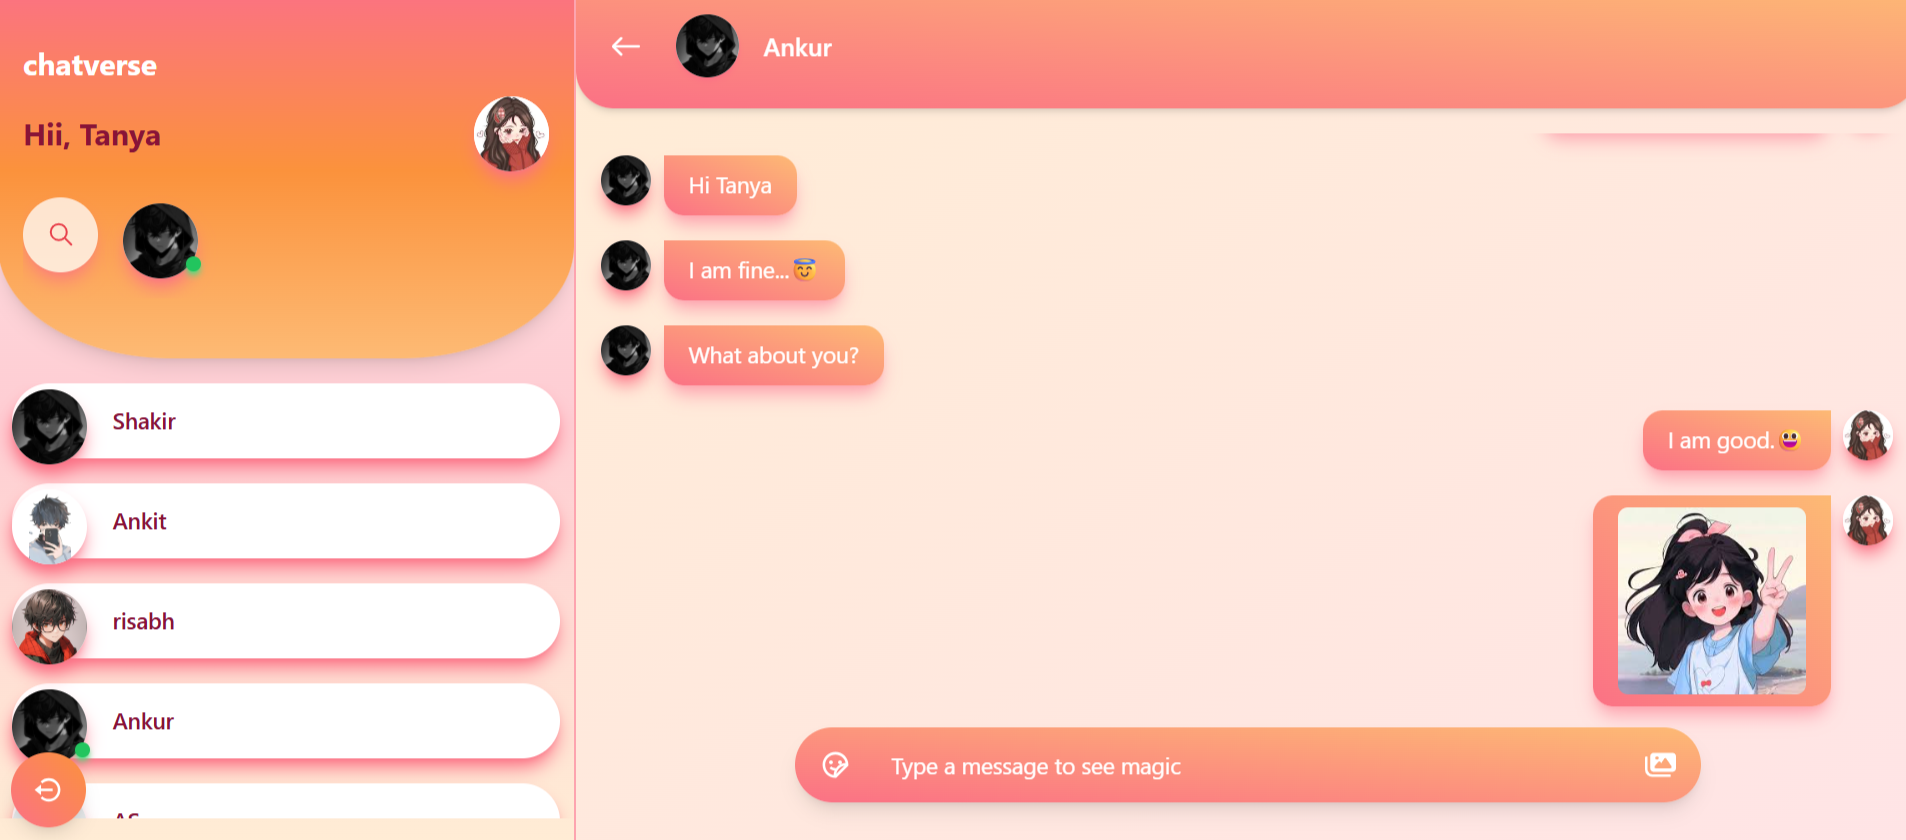 chatverse
Hii, Tanya
Shakir
Ankit
risabh
Ankur
Ankur
Hi Tanya
I am fine...😇
What about you?
I am good.😃
Type a message to see magic